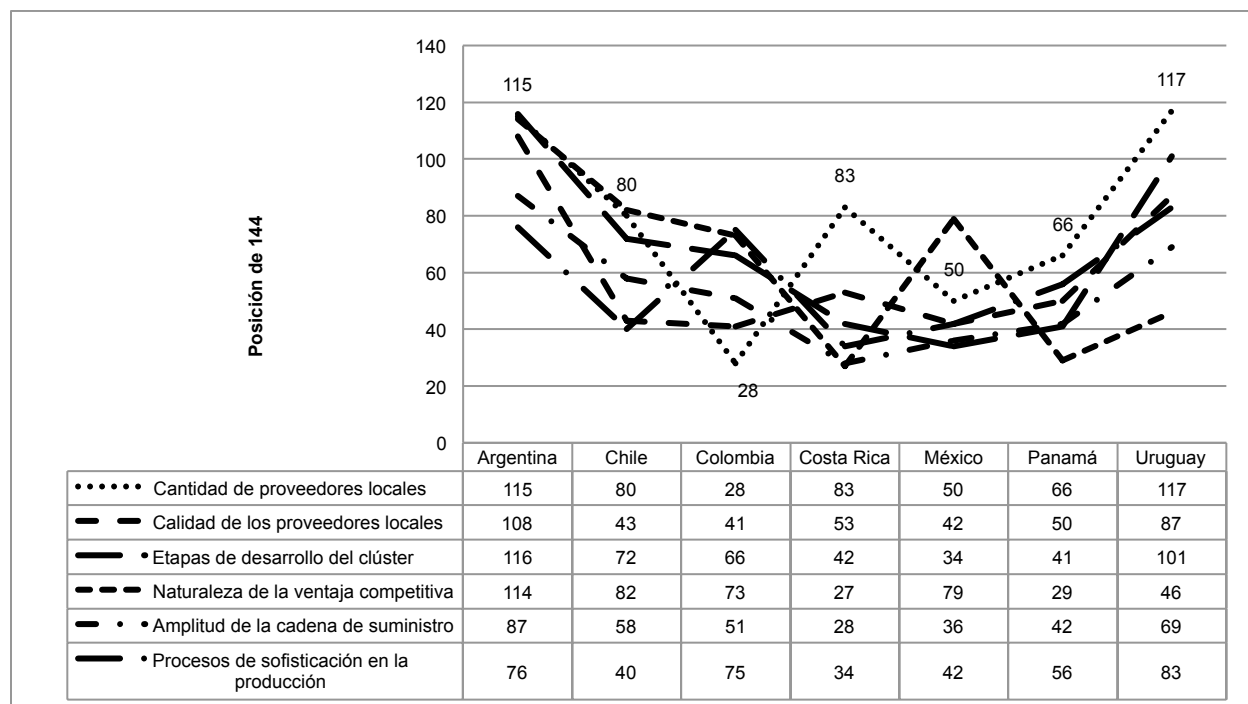 140
120
100
80
60
40
20
0
Posición de 144
115
80
28
83
50
66
117
Argentina Chile Colombia Costa Rica México Panamá Uruguay
Cantidad de proveedores locales 115 80 28 83 50 66 117
Calidad de los proveedores locales 108 43 41 53 42 50 87
Etapas de desarrollo del clúster 116 72 66 42 34 41 101
Naturaleza de la ventaja competitiva 114 82 73 27 79 29 46
Amplitud de la cadena de suministro 87 58 51 28 36 42 69
Procesos de sofisticación en la
producción 76 40 75 34 42 56 83